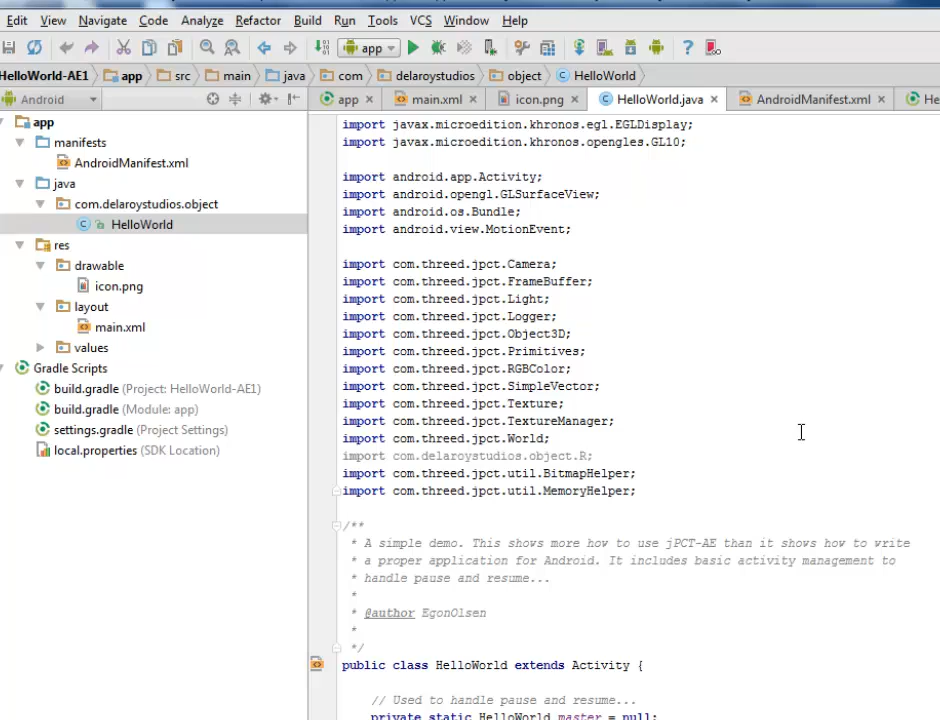 Edit View Navigate Code Analyze Refactor Build Run Tools VCS Window Help
app
HelloWorld-AE1 app src main java com delaroystudios object HelloWorld
Android
app main.xml icon.png HelloWorld.java AndroidManifest.xml He
app
manifests
AndroidManifest.xml
java
com.delaroystudios.object
HelloWorld
res
drawable
icon.png
layout
main.xml
values
Gradle Scripts
build.gradle (Project: HelloWorld-AE1)
build.gradle (Module: app)
settings.gradle (Project Settings)
local.properties (SDK Location)
import javax.microedition.khronos.egl.EGLDisplay;
import javax.microedition.khronos.opengles.GL10;
import android.app.Activity;
import android.opengl.GLSurfaceView;
import android.os.Bundle;
import android.view.MotionEvent;
import com.threed.jpct.Camera;
import com.threed.jpct.FrameBuffer;
import com.threed.jpct.Light;
import com.threed.jpct.Logger;
import com.threed.jpct.Object3D;
import com.threed.jpct.Primitives;
import com.threed.jpct.RGBColor;
import com.threed.jpct.SimpleVector;
import com.threed.jpct.Texture;
import com.threed.jpct.TextureManager;
import com.threed.jpct.World;
import com.delaroystudios.object.R;
import com.threed.jpct.util.BitmapHelper;
import com.threed.jpct.util.MemoryHelper;
/**
* A simple demo. This shows more how to use jPCT-AE than it shows how to write
* a proper application for Android. It includes basic activity management to
* handle pause and resume...
*
* @author EgonOlsen
*
*/
public class HelloWorld extends Activity {
// Used to handle pause and resume...
private static HelloWorld master = null;